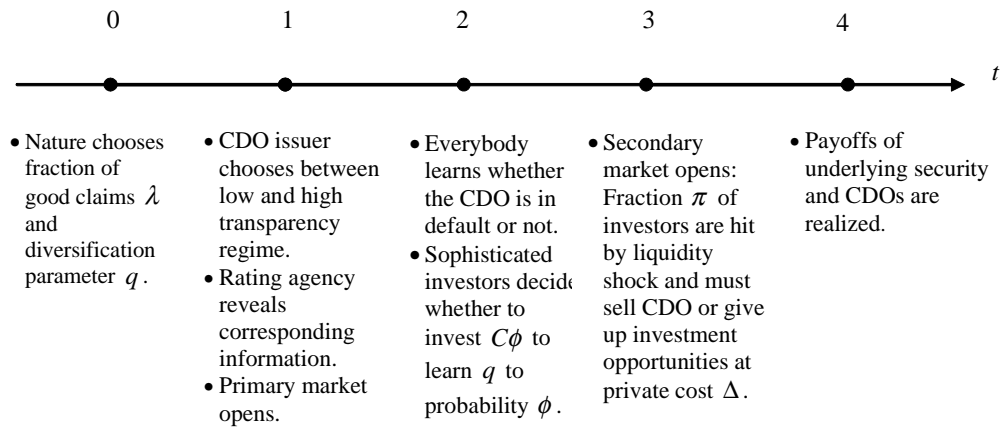 0 1 2 3 4
t
• Nature chooses
fraction of
good claims λ
and
diversification
parameter q .
• CDO issuer
chooses between
low and high
transparency
regime.
• Rating agency
reveals
corresponding
information.
• Primary market
opens.
• Everybody
learns whether
the CDO is in
default or not.
• Sophisticated
investors decide
whether to
invest Cϕ to
learn q to
probability ϕ .
• Secondary
market opens:
Fraction π of
investors are hit
by liquidity
shock and must
sell CDO or give
up investment
opportunities at
private cost Δ .
• Payoffs of
underlying security
and CDOs are
realized.